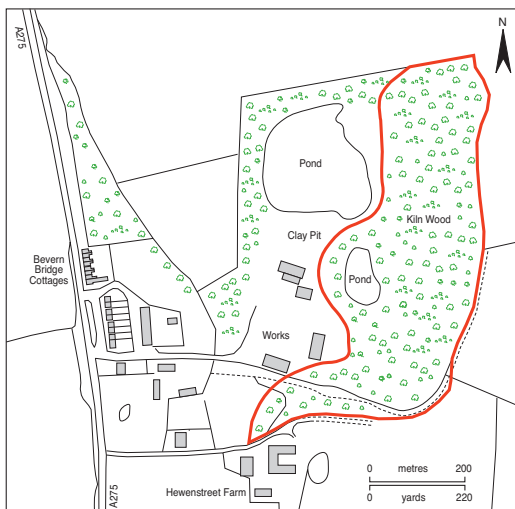 A275
N
Pond
Kiln Wood
Clay Pit
Bevern
Bridge
Cottages
Pond
Works
0 metres 200
0 yards 220
A275
Hewenstreet Farm